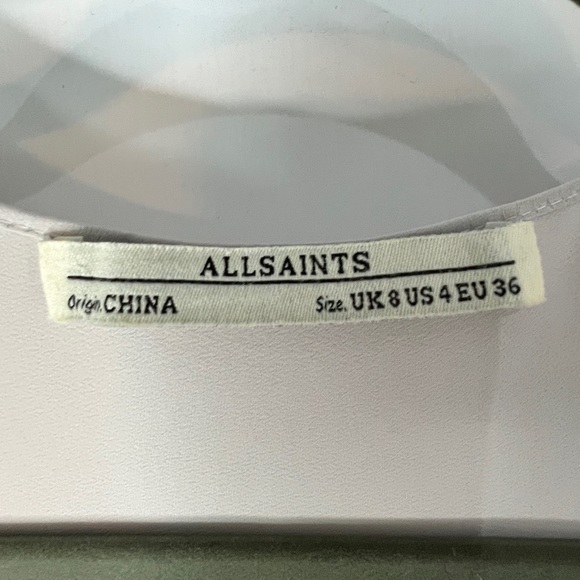 ALLSAINTS
Origin. CHINA Size. UK 8 US 4 EU 36